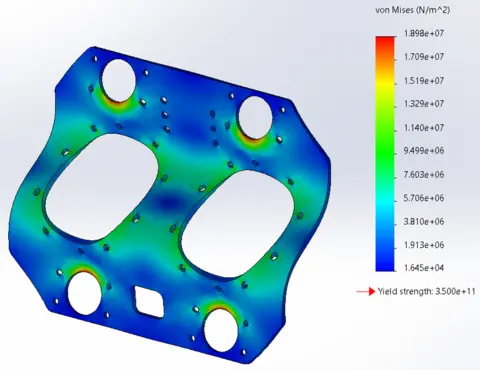 von Mises (N/m^2)
1.898e+07
1.709e+07
1.519e+07
1.329e+07
1.140e+07
9.499e+06
7.603e+06
5.706e+06
3.810e+06
1.913e+06
1.645e+04
Yield strength: 3.500e+11